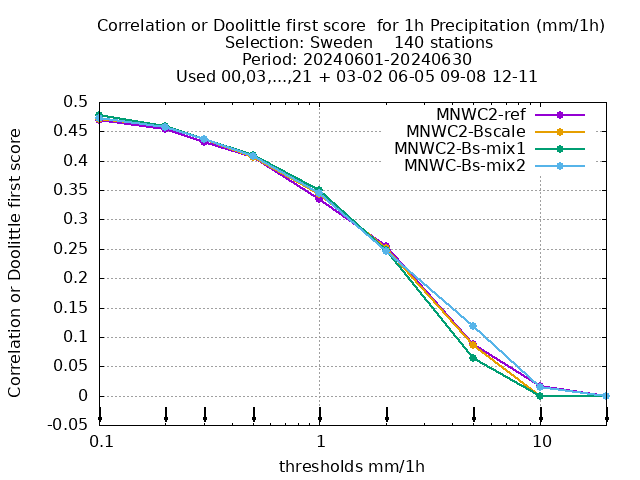 Correlation or Doolittle first score  for 1h Precipitation (mm/1h)
Selection: Sweden    140 stations
Period: 20240601-20240630
Used 00,03,...,21 + 03-02 06-05 09-08 12-11
Correlation or Doolittle first score
0.5
0.45
0.4
0.35
0.3
0.25
0.2
0.15
0.1
0.05
0
-0.05
MNWC2-ref
MNWC2-Bscale
MNWC2-Bs-mix1
MNWC-Bs-mix2
0.1
1
10
thresholds mm/1h